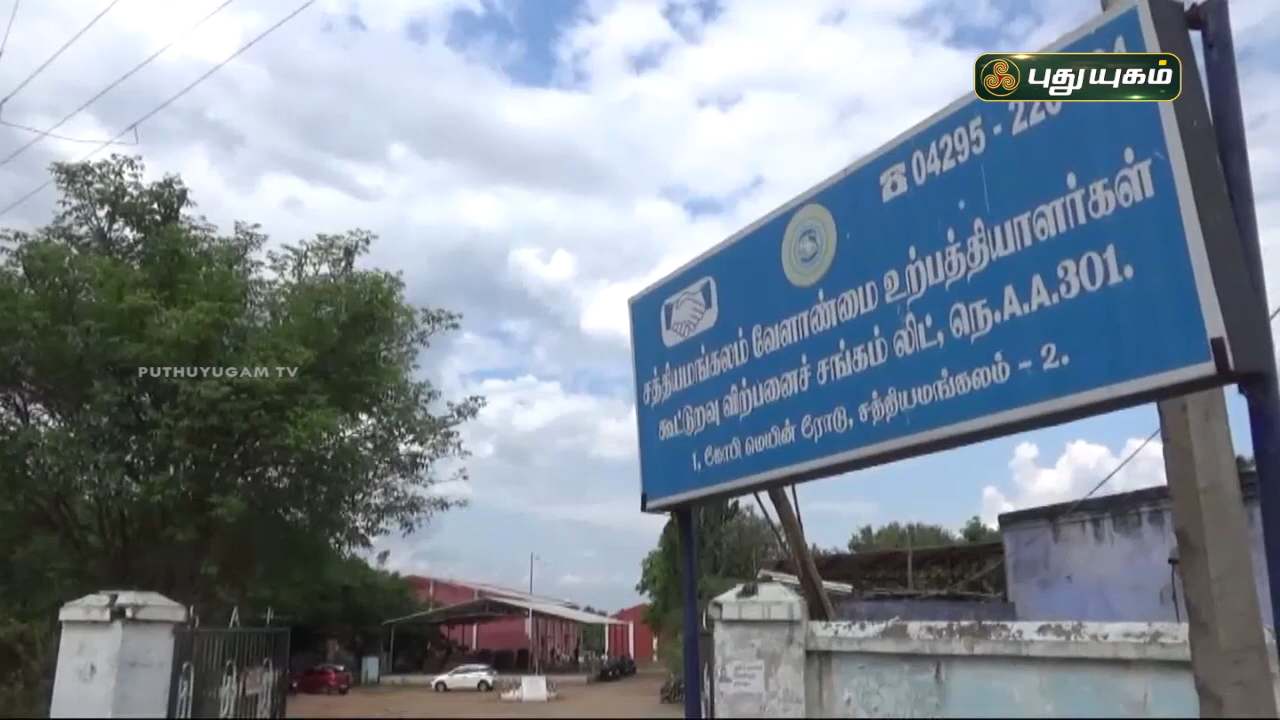 புதுயுகம்
☎ 04295 - 220
சத்தியமங்கலம் வேளாண்மை உற்பத்தியாளர்கள்
கூட்டுறவு விற்பனைச் சங்கம் லிட், நெ.A.A.301.
1, கோபி மெயின் ரோடு, சத்தியமங்கலம் - 2.
PUTHUYUGAM TV